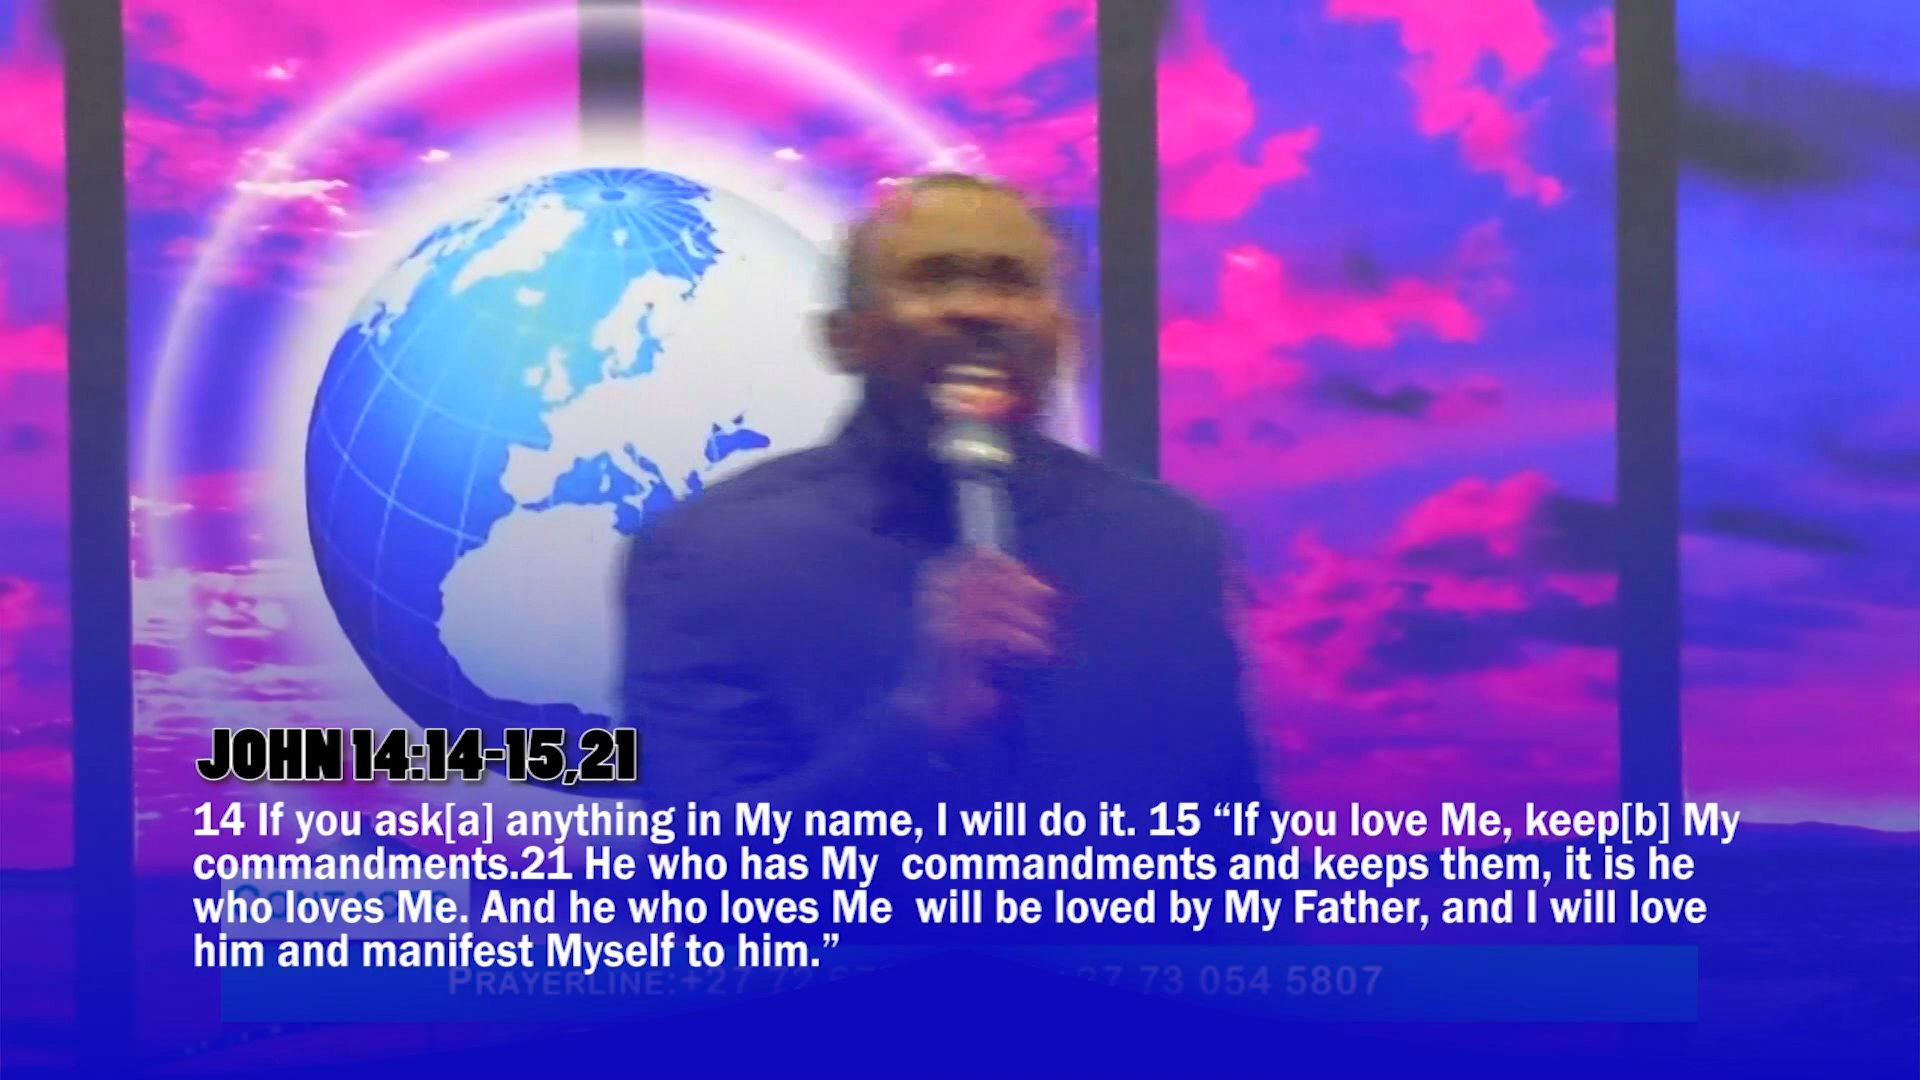 JOHN 14:14-15,21
14 If you ask[a] anything in My name, I will do it. 15 “If you love Me, keep[b] My
commandments.21 He who has My commandments and keeps them, it is he
who loves Me. And he who loves Me will be loved by My Father, and I will love
him and manifest Myself to him.”
CONTACTS
PRAYERLINE:+27 72 73 054 5807